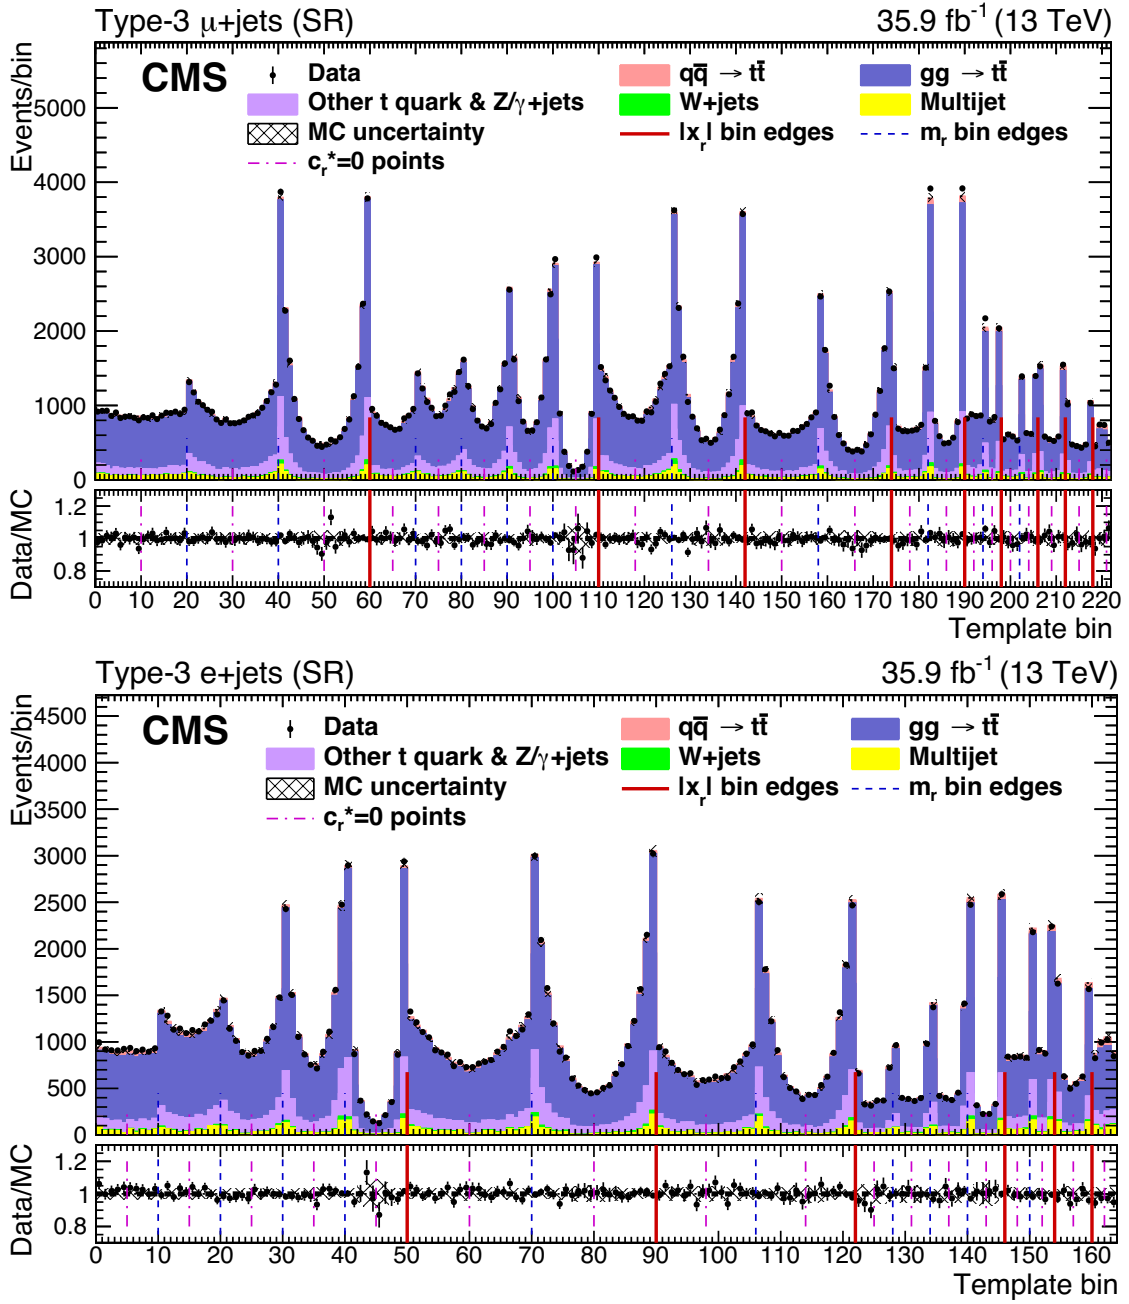 Type-3 μ+jets (SR) 35.9 fb⁻¹ (13 TeV)
Events/bin
CMS
Data
qq̅ → tt̅
gg → tt̅
Other t quark & Z/γ+jets
W+jets
Multijet
MC uncertainty
|x_r| bin edges
m_r bin edges
c_r*=0 points
5000
4000
3000
2000
1000
0
Data/MC
1.2
1
0.8
0 10 20 30 40 50 60 70 80 90 100 110 120 130 140 150 160 170 180 190 200 210 220
Template bin
Type-3 e+jets (SR) 35.9 fb⁻¹ (13 TeV)
Events/bin
CMS
Data
qq̅ → tt̅
gg → tt̅
Other t quark & Z/γ+jets
W+jets
Multijet
MC uncertainty
|x_r| bin edges
m_r bin edges
c_r*=0 points
4500
4000
3500
3000
2500
2000
1500
1000
500
0
Data/MC
1.2
1
0.8
0 10 20 30 40 50 60 70 80 90 100 110 120 130 140 150 160
Template bin